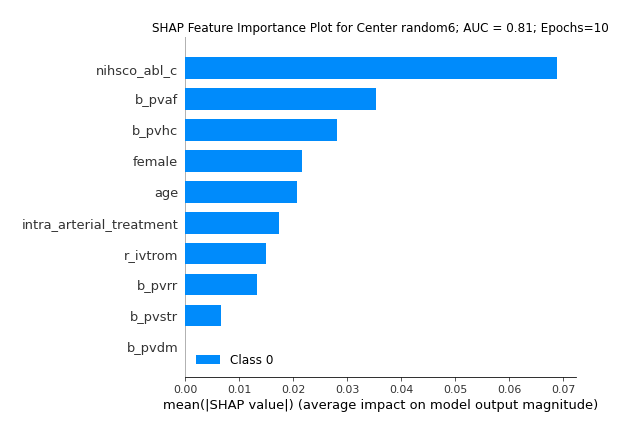 SHAP Feature Importance Plot for Center random6; AUC = 0.81; Epochs=10
nihsco_abl_c
b_pvaf
b_pvhc
female
age
intra_arterial_treatment
r_ivtrom
b_pvrr
b_pvstr
b_pvdm
Class 0
0.00 0.01 0.02 0.03 0.04 0.05 0.06 0.07
mean(|SHAP value|) (average impact on model output magnitude)